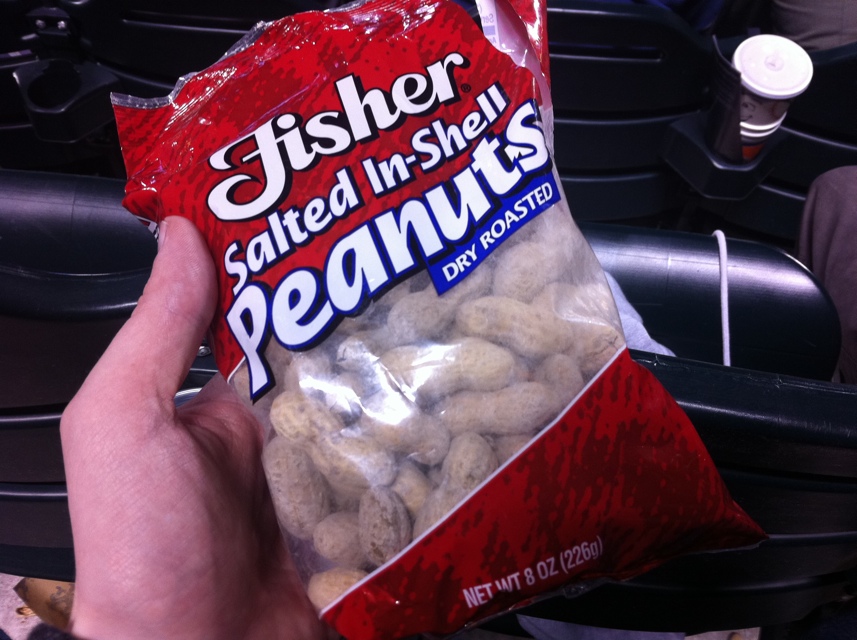 Fisher®
Salted In-Shell
Peanuts
DRY ROASTED
NET WT 8 OZ (226g)